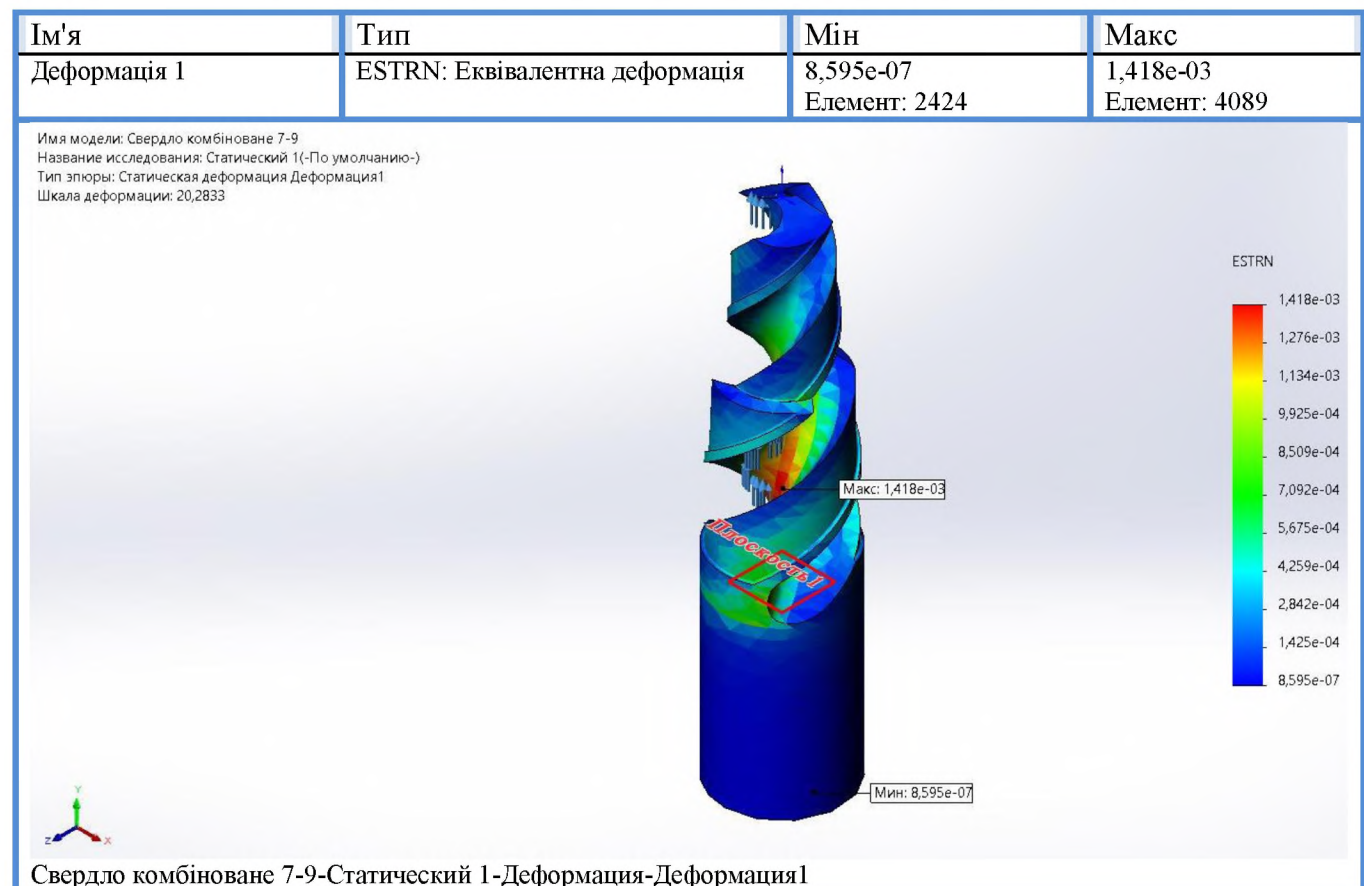 Ім'я Тип Мін Макс
Деформація 1 ESTRN: Еквівалентна деформація 8,595e-07 1,418e-03
Елемент: 2424 Елемент: 4089
Имя модели: Свердло комбіноване 7-9
Название исследования: Статический 1(-По умолчанию-)
Тип эпюры: Статическая деформация Деформация1
Шкала деформации: 20,2833
ESTRN
1,418e-03
1,276e-03
1,134e-03
9,925e-04
8,509e-04
7,092e-04
5,675e-04
4,259e-04
2,842e-04
1,425e-04
8,595e-07
Макс: 1,418e-03
Плоскость1
Мин: 8,595e-07
Y
Z
X
Свердло комбіноване 7-9-Статический 1-Деформация-Деформация1